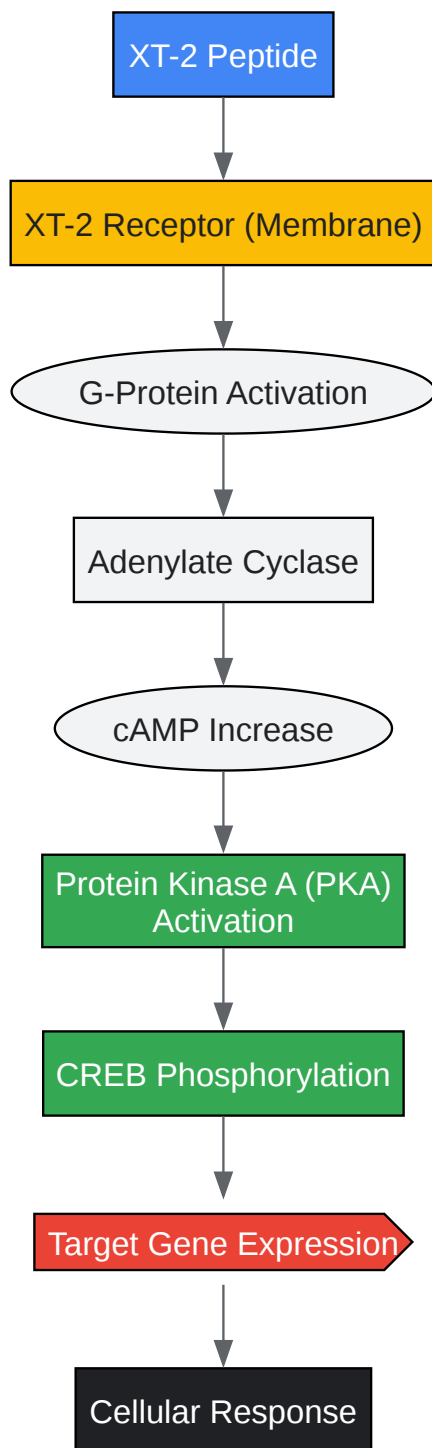 XT-2 Peptide
XT-2 Receptor (Membrane)
G-Protein Activation
Adenylate Cyclase
cAMP Increase
Protein Kinase A (PKA)
Activation
CREB Phosphorylation
Target Gene Expression
Cellular Response